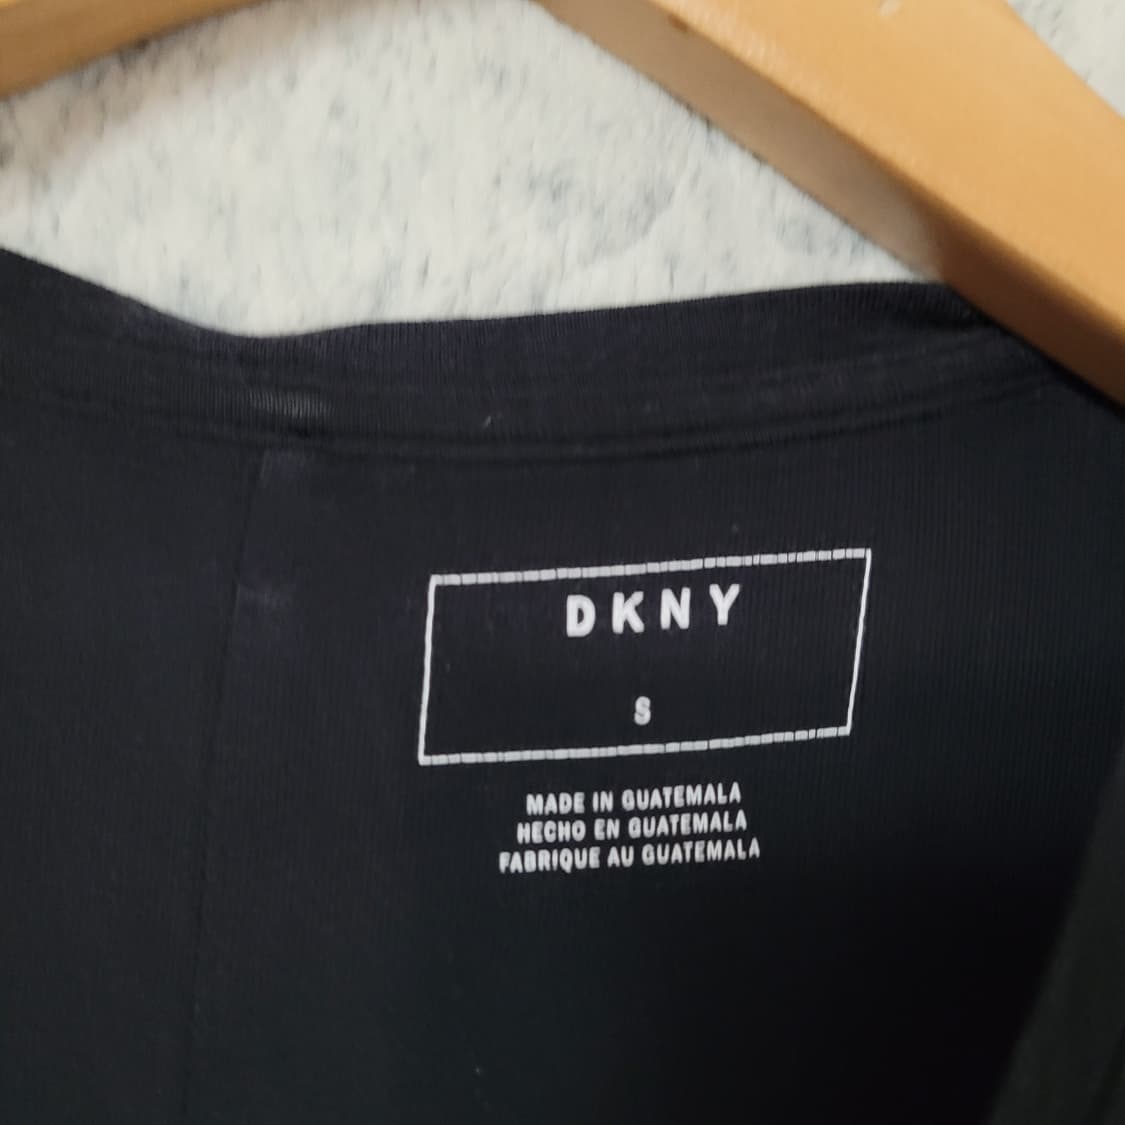 DKNY
S
MADE IN GUATEMALA
HECHO EN GUATEMALA
FABRIQUE AU GUATEMALA